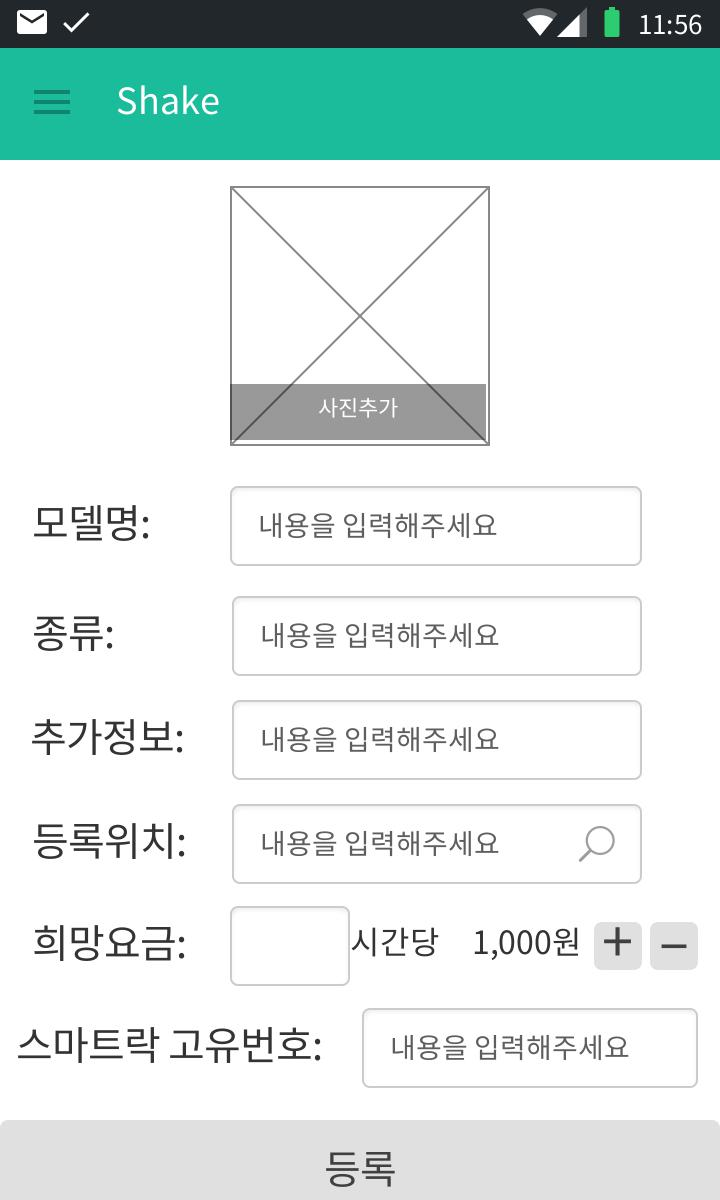 11:56
Shake
사진추가
모델명: 내용을 입력해주세요
종류: 내용을 입력해주세요
추가정보: 내용을 입력해주세요
등록위치: 내용을 입력해주세요
희망요금: 시간당 1,000원 + −
스마트락 고유번호: 내용을 입력해주세요
등록